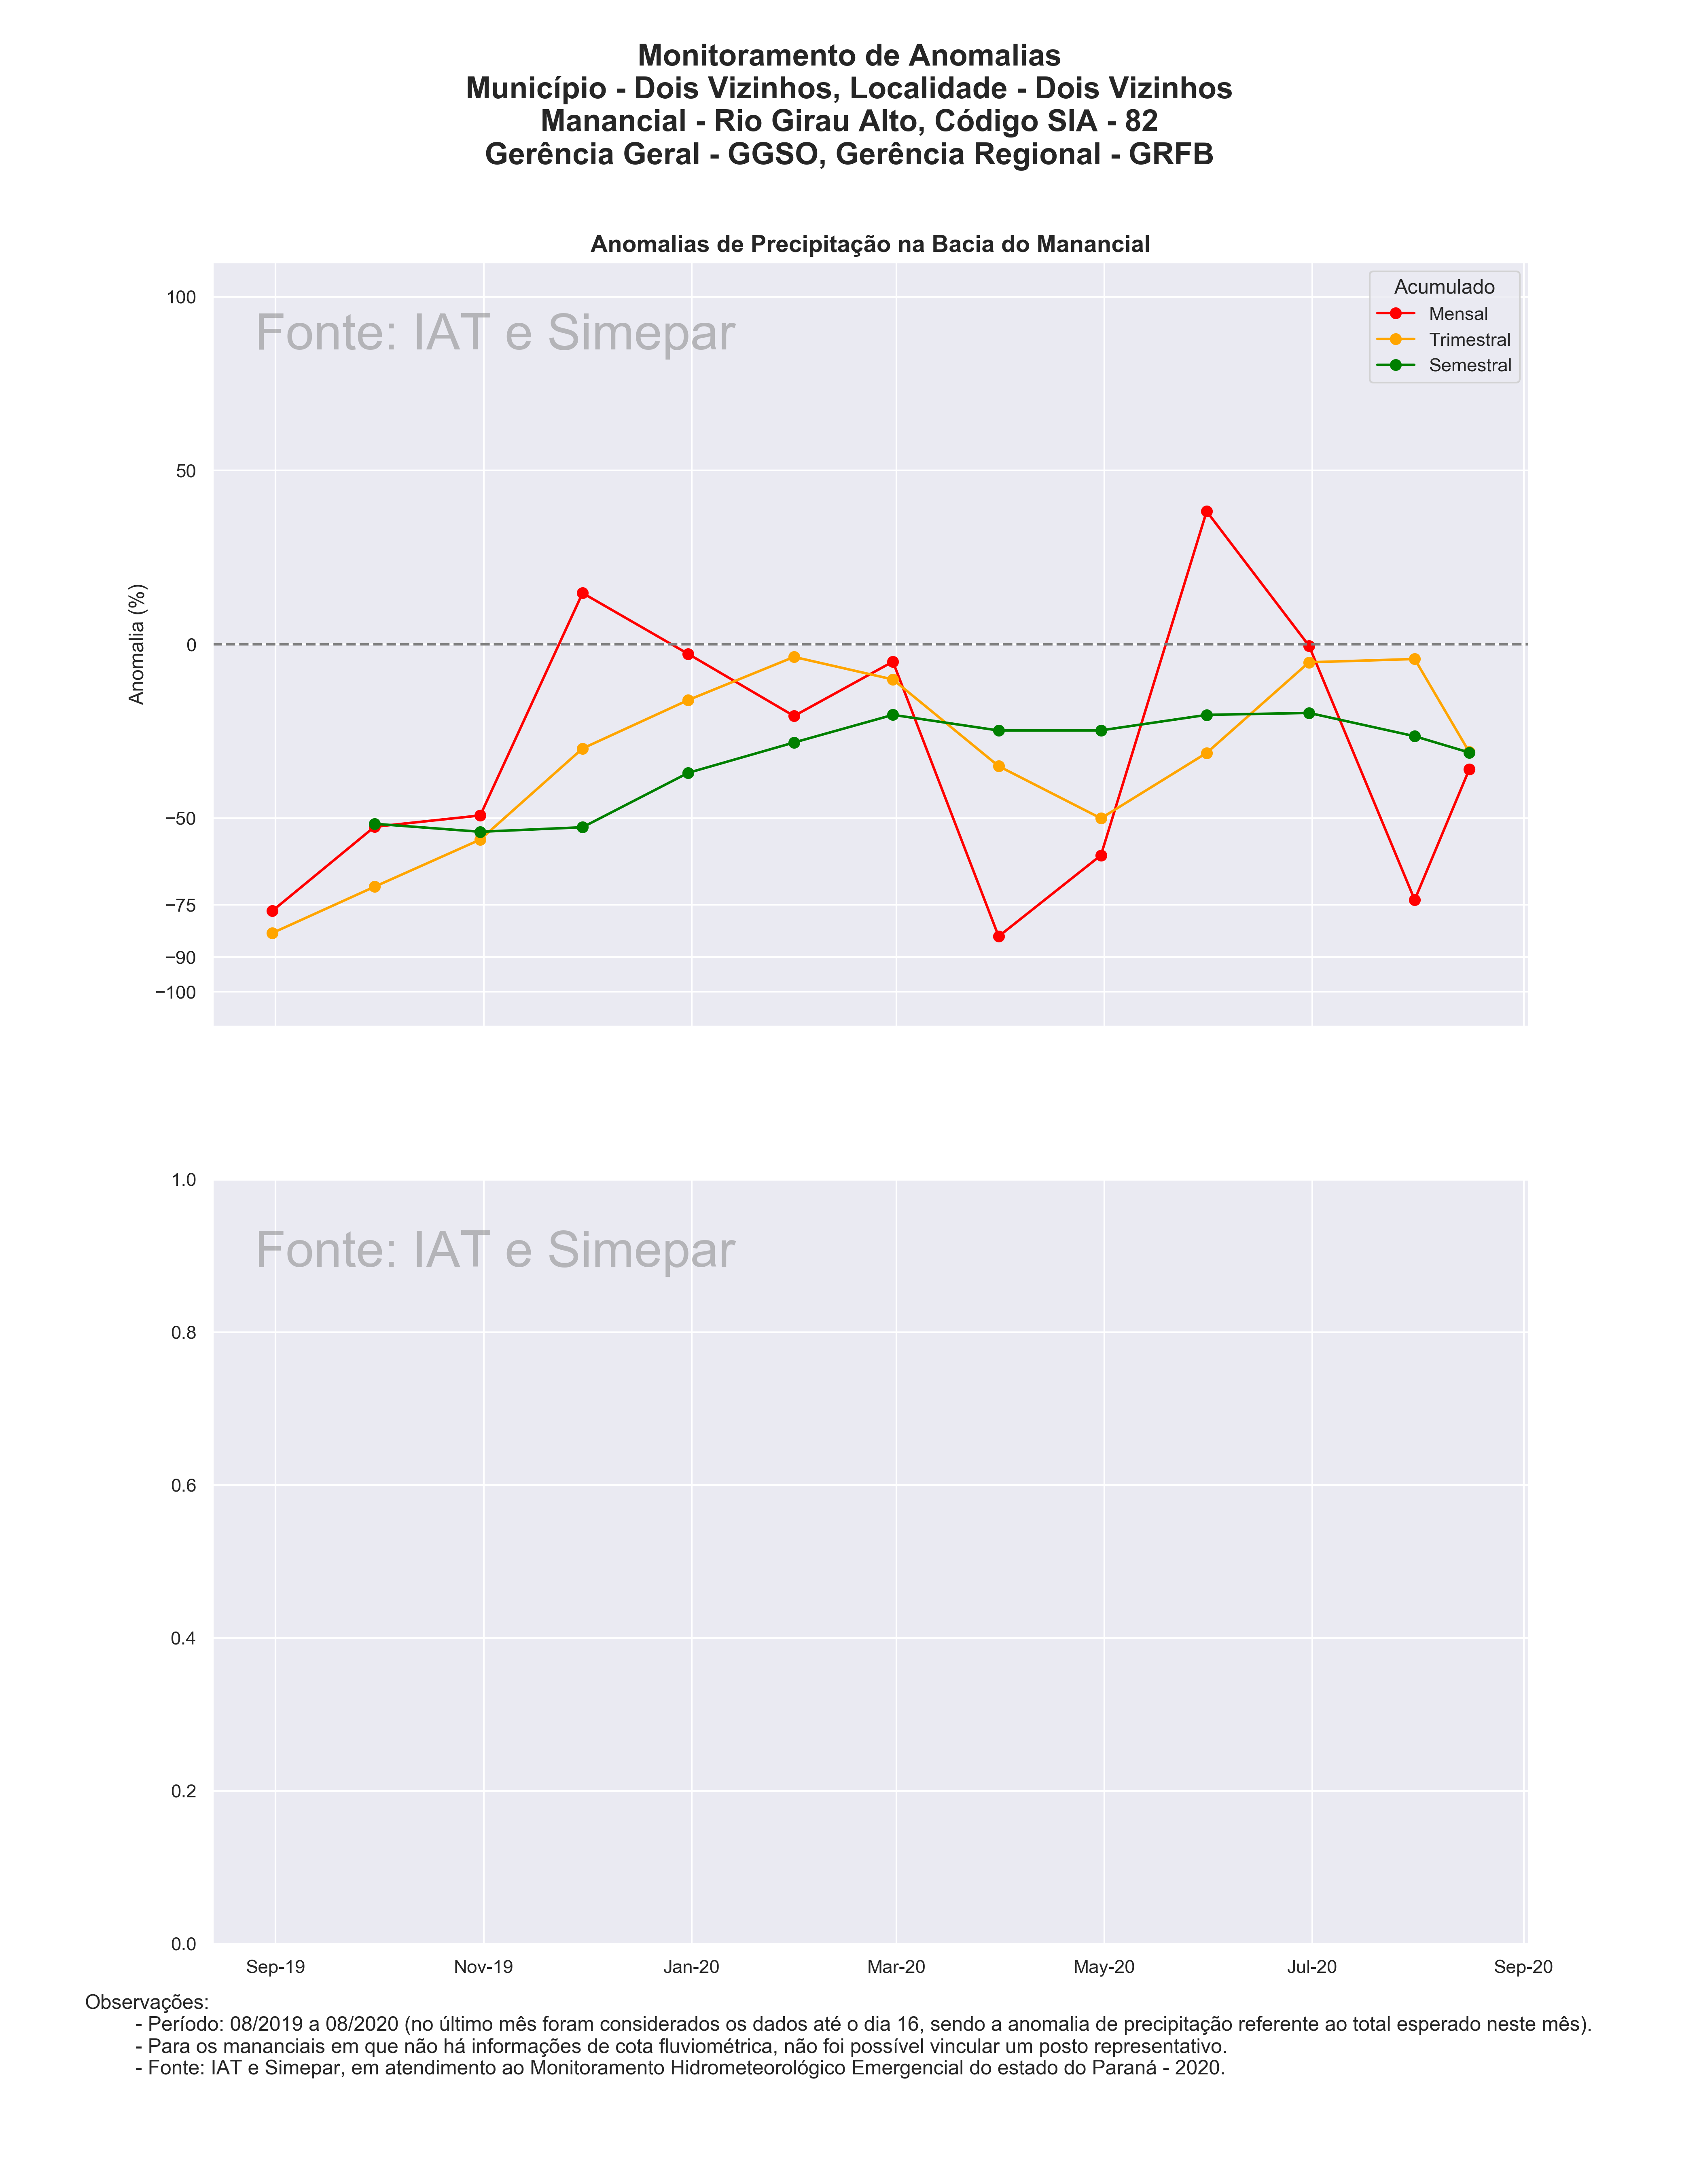 Monitoramento de Anomalias
Município - Dois Vizinhos, Localidade - Dois Vizinhos
Manancial - Rio Girau Alto, Código SIA - 82
Gerência Geral - GGSO, Gerência Regional - GRFB
Anomalias de Precipitação na Bacia do Manancial
Fonte: IAT e Simepar
Acumulado
Mensal
Trimestral
Semestral
Anomalia (%)
100
50
0
−50
−75
−90
−100
Fonte: IAT e Simepar
1.0
0.8
0.6
0.4
0.2
0.0
Sep-19 Nov-19 Jan-20 Mar-20 May-20 Jul-20 Sep-20
Observações:
- Período: 08/2019 a 08/2020 (no último mês foram considerados os dados até o dia 16, sendo a anomalia de precipitação referente ao total esperado neste mês).
- Para os mananciais em que não há informações de cota fluviométrica, não foi possível vincular um posto representativo.
- Fonte: IAT e Simepar, em atendimento ao Monitoramento Hidrometeorológico Emergencial do estado do Paraná - 2020.